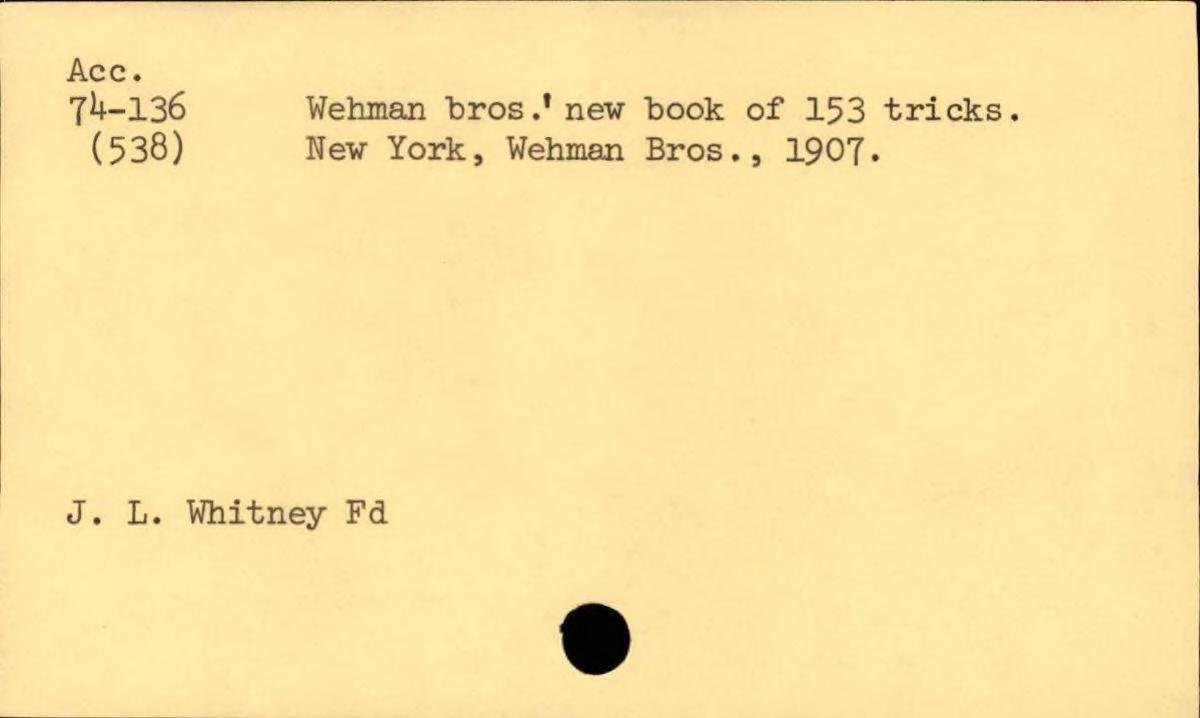 Acc.
74-136 Wehman bros.' new book of 153 tricks.
(538) New York, Wehman Bros., 1907.
J. L. Whitney Fd